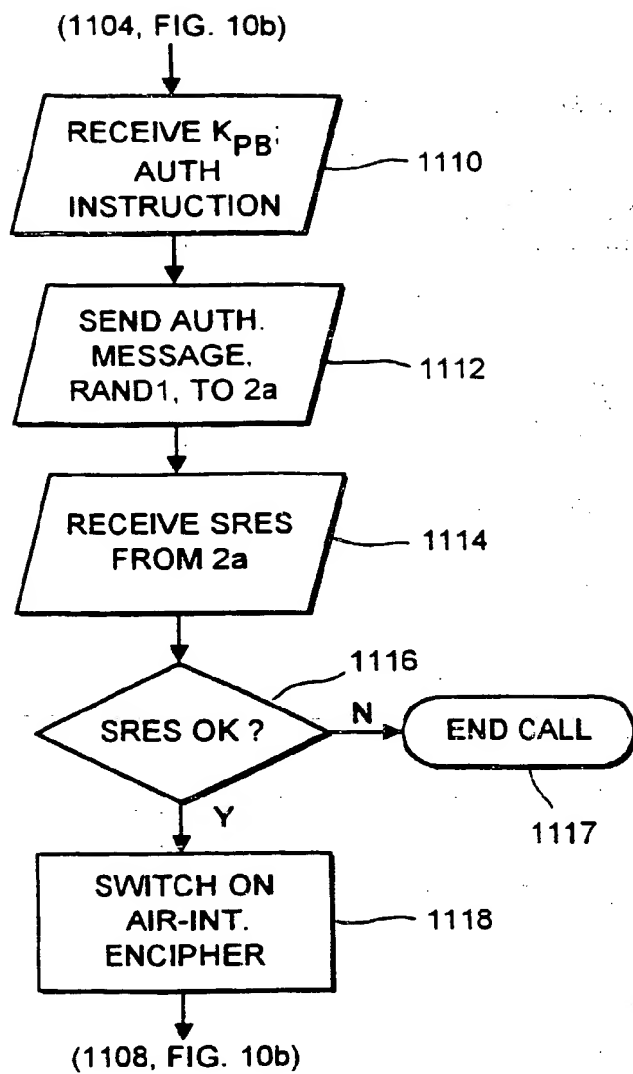 (1104, FIG. 10b)
RECEIVE KPB;
AUTH
INSTRUCTION
1110
SEND AUTH.
MESSAGE,
RAND1, TO 2a
1112
RECEIVE SRES
FROM 2a
1114
1116
SRES OK ?
N
END CALL
1117
Y
SWITCH ON
AIR-INT.
ENCIPHER
1118
(1108, FIG. 10b)